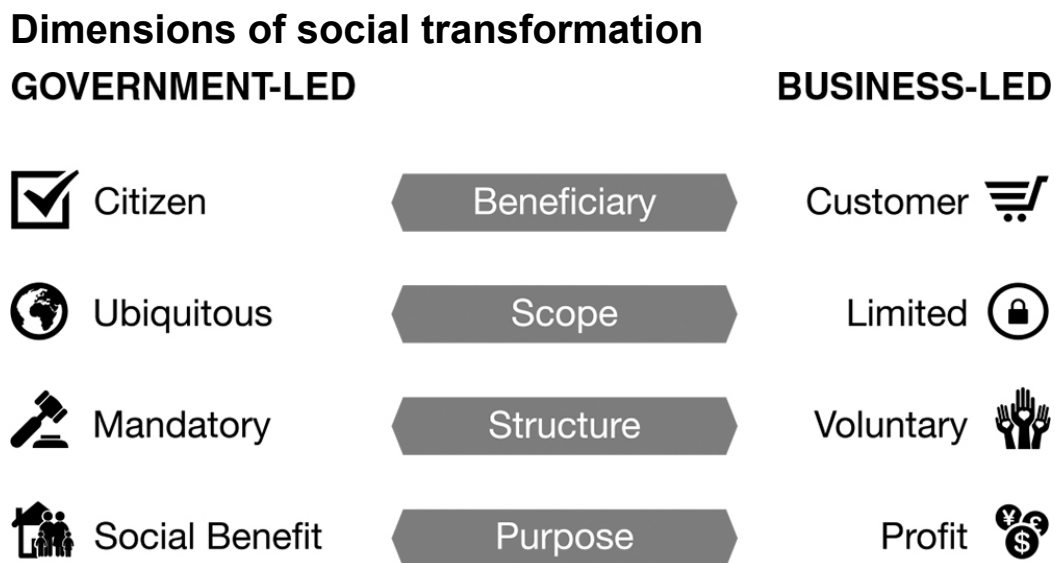 Dimensions of social transformation
GOVERNMENT-LED BUSINESS-LED
Citizen Beneficiary Customer
Ubiquitous Scope Limited
Mandatory Structure Voluntary
Social Benefit Purpose Profit
¥ £ $